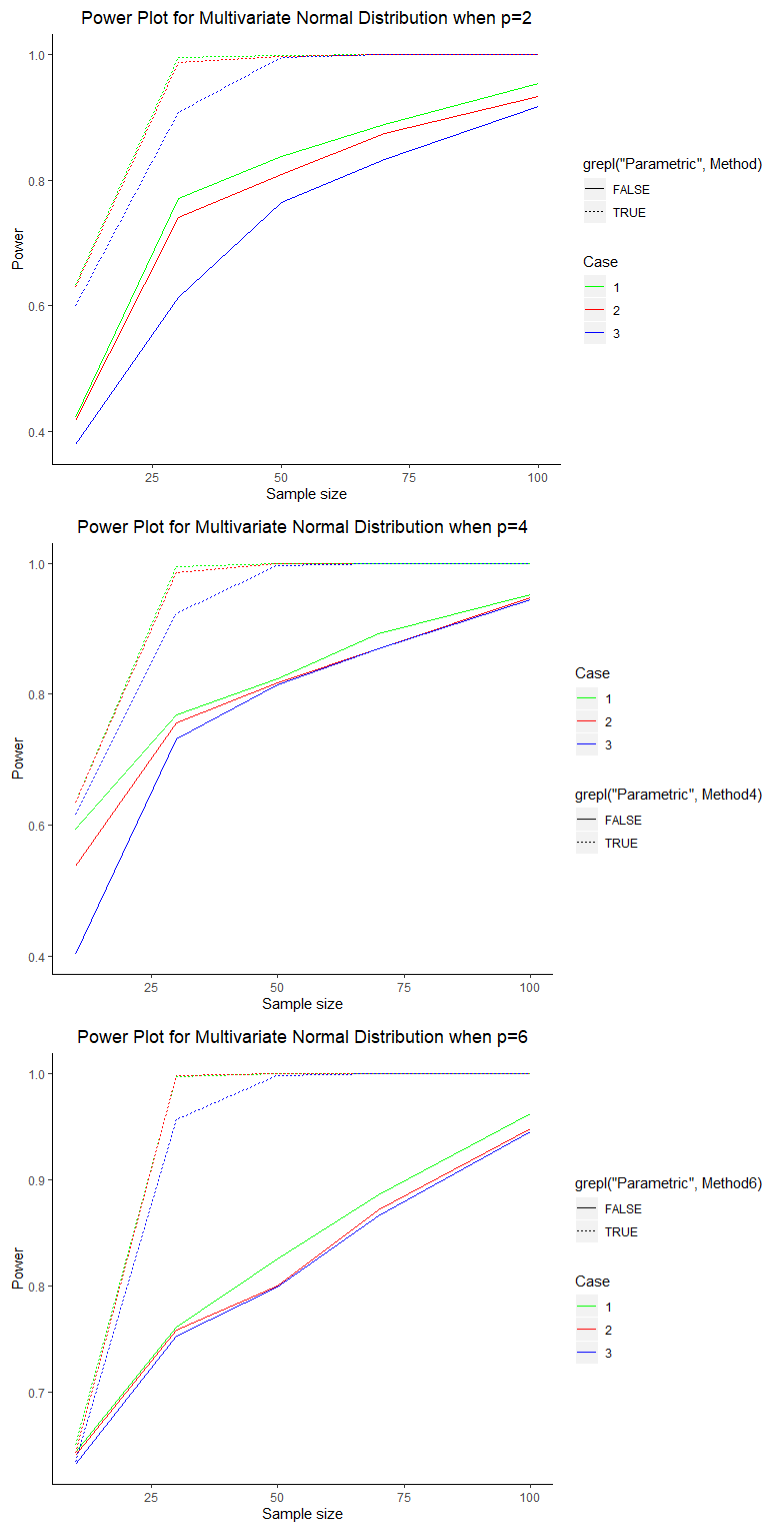 Power Plot for Multivariate Normal Distribution when p=2
1.0
0.8
0.6
0.4
Power
25 50 75 100
Sample size
grepl("Parametric", Method)
FALSE
TRUE
Case
1
2
3
Power Plot for Multivariate Normal Distribution when p=4
1.0
0.8
0.6
0.4
Power
25 50 75 100
Sample size
Case
1
2
3
grepl("Parametric", Method4)
FALSE
TRUE
Power Plot for Multivariate Normal Distribution when p=6
1.0
0.9
0.8
0.7
Power
25 50 75 100
Sample size
grepl("Parametric", Method6)
FALSE
TRUE
Case
1
2
3